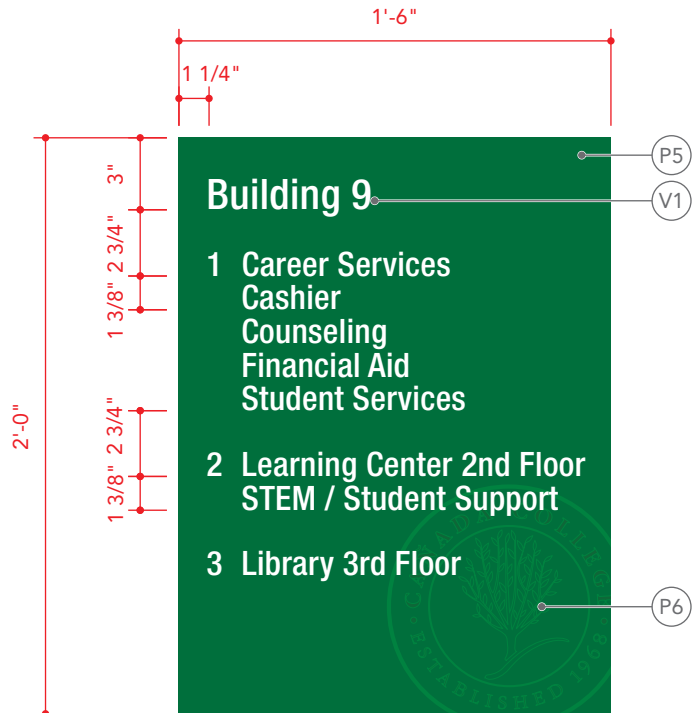 1'-6"
1 1/4"
P5
3"
Building 9
V1
2 3/4"
1 Career Services
1 3/8"
Cashier
Counseling
Financial Aid
Student Services
2'-0"
2 3/4"
2 Learning Center 2nd Floor
1 3/8"
STEM / Student Support
3 Library 3rd Floor
P6
CAÑADA COLLEGE
• ESTABLISHED 1968 •